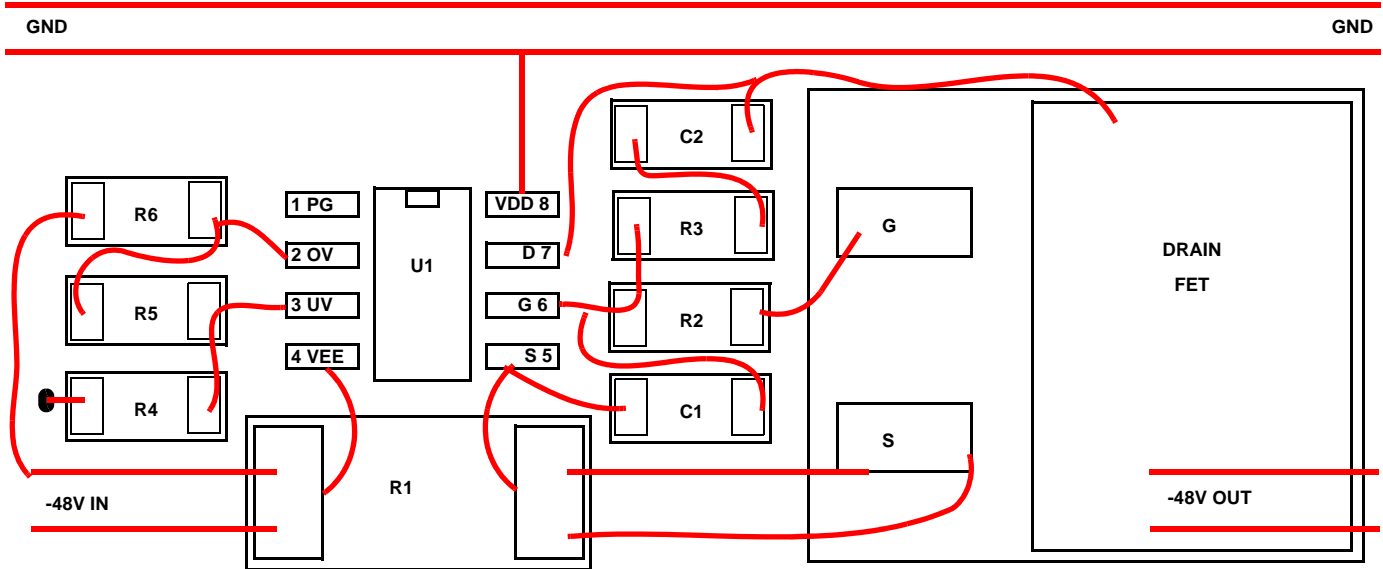 GND
GND
C2
R6
1 PG
VDD 8
R3
G
2 OV
U1
D 7
DRAIN
FET
R5
3 UV
G 6
R2
4 VEE
S 5
R4
C1
S
R1
-48V IN
-48V OUT